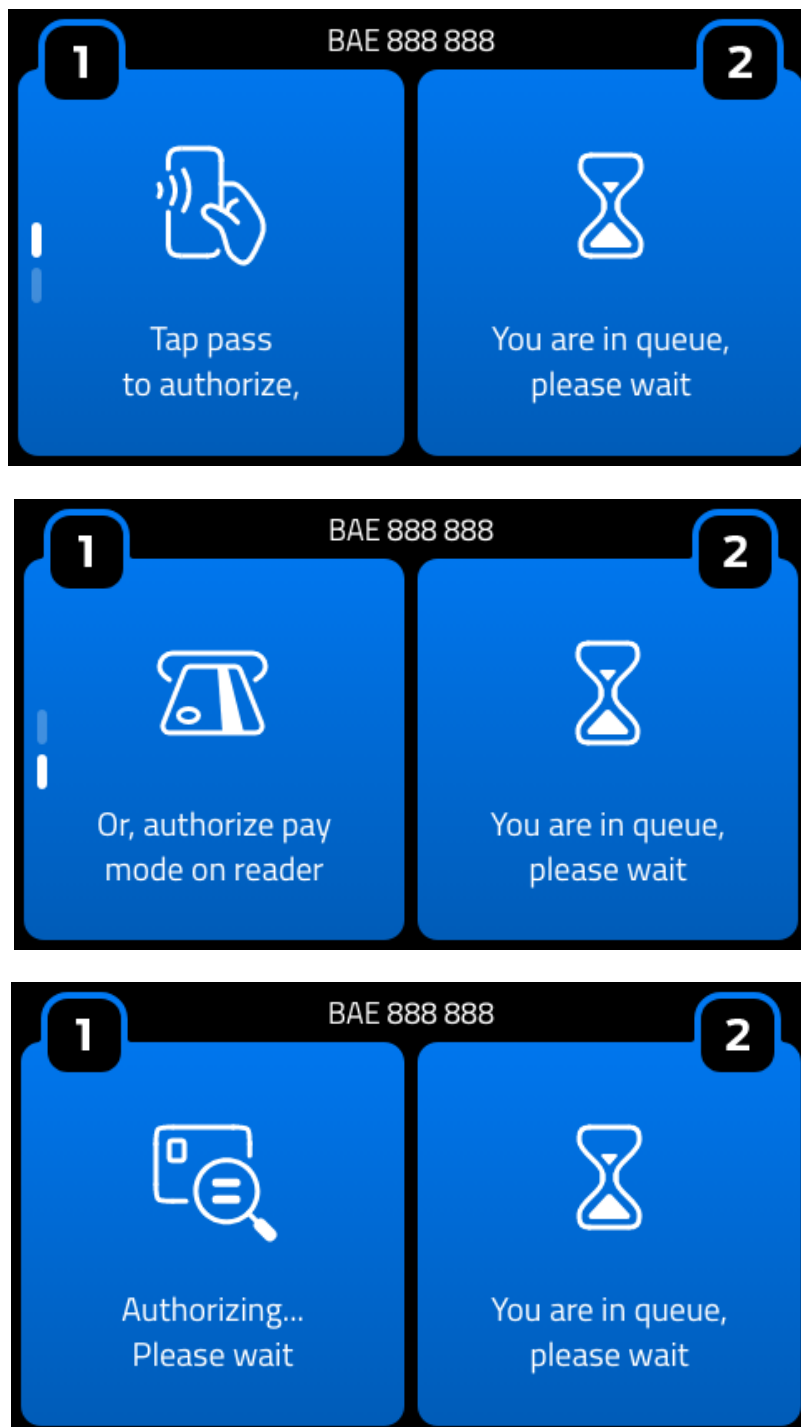 BAE 888 888
1
2
Tap pass
to authorize,
You are in queue,
please wait
BAE 888 888
1
2
Or, authorize pay
mode on reader
You are in queue,
please wait
BAE 888 888
1
2
Authorizing...
Please wait
You are in queue,
please wait